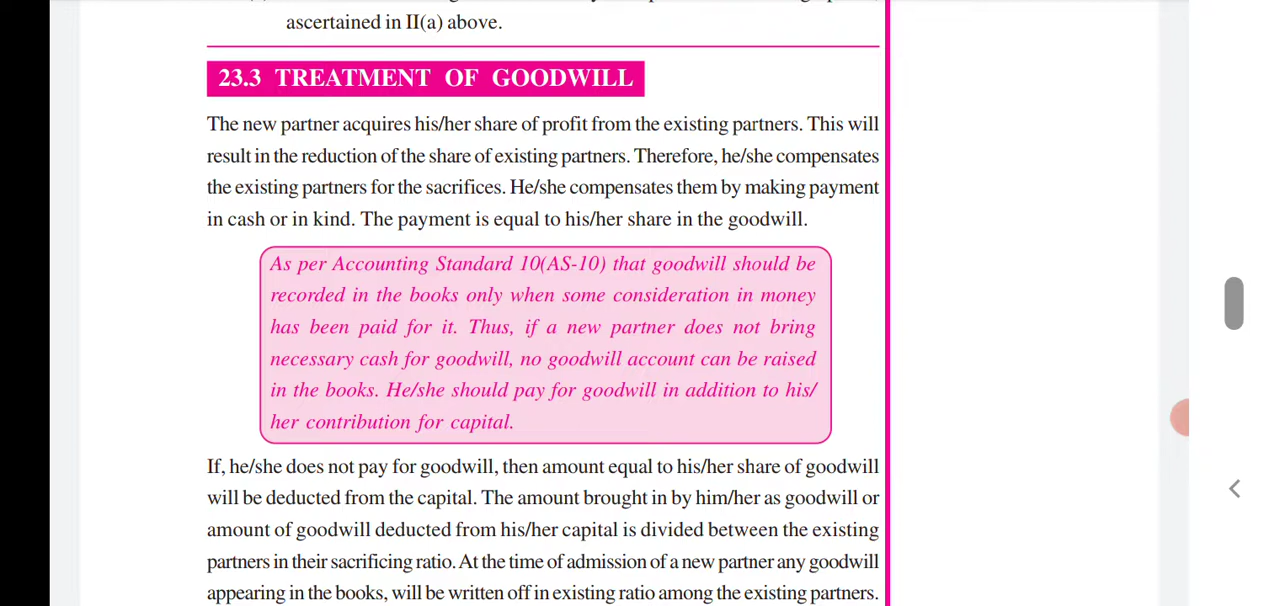 ascertained in II(a) above.
23.3 TREATMENT OF GOODWILL
The new partner acquires his/her share of profit from the existing partners. This will
result in the reduction of the share of existing partners. Therefore, he/she compensates
the existing partners for the sacrifices. He/she compensates them by making payment
in cash or in kind. The payment is equal to his/her share in the goodwill.
As per Accounting Standard 10(AS-10) that goodwill should be
recorded in the books only when some consideration in money
has been paid for it. Thus, if a new partner does not bring
necessary cash for goodwill, no goodwill account can be raised
in the books. He/she should pay for goodwill in addition to his/
her contribution for capital.
If, he/she does not pay for goodwill, then amount equal to his/her share of goodwill
will be deducted from the capital. The amount brought in by him/her as goodwill or
amount of goodwill deducted from his/her capital is divided between the existing
partners in their sacrificing ratio. At the time of admission of a new partner any goodwill
appearing in the books, will be written off in existing ratio among the existing partners.